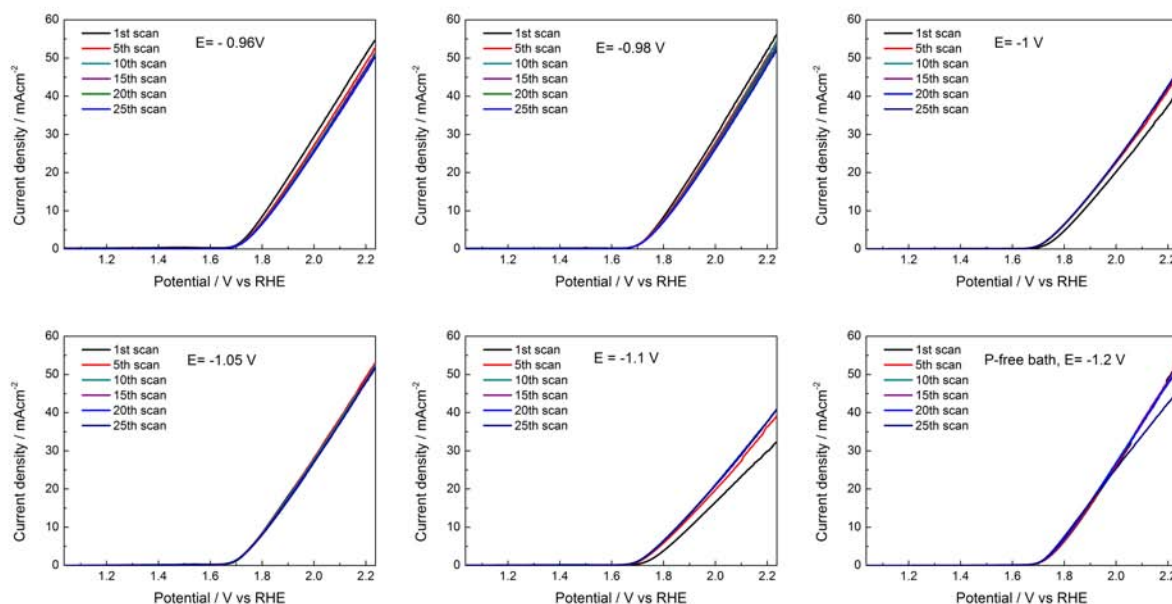 60
50
40
30
20
10
0
Current density / mAcm⁻²
1st scan
5th scan
10th scan
15th scan
20th scan
25th scan
E= - 0.96V
1.2 1.4 1.6 1.8 2.0 2.2
Potential / V vs RHE
60
50
40
30
20
10
0
Current density / mAcm⁻²
1st scan
5th scan
10th scan
15th scan
20th scan
25th scan
E= -0.98 V
1.2 1.4 1.6 1.8 2.0 2.2
Potential / V vs RHE
60
50
40
30
20
10
0
Current density / mAcm⁻²
1st scan
5th scan
10th scan
15th scan
20th scan
25th scan
E= -1 V
1.2 1.4 1.6 1.8 2.0 2.2
Potential / V vs RHE
60
50
40
30
20
10
0
Current density / mAcm⁻²
1st scan
5th scan
10th scan
15th scan
20th scan
25th scan
E= -1.05 V
1.2 1.4 1.6 1.8 2.0 2.2
Potential / V vs RHE
60
50
40
30
20
10
0
Current density / mAcm⁻²
1st scan
5th scan
10th scan
15th scan
20th scan
25th scan
E = -1.1 V
1.2 1.4 1.6 1.8 2.0 2.2
Potential / V vs RHE
60
50
40
30
20
10
0
Current density / mAcm⁻²
1st scan
5th scan
10th scan
15th scan
20th scan
25th scan
P-free bath, E= -1.2 V
1.2 1.4 1.6 1.8 2.0 2.2
Potential / V vs RHE